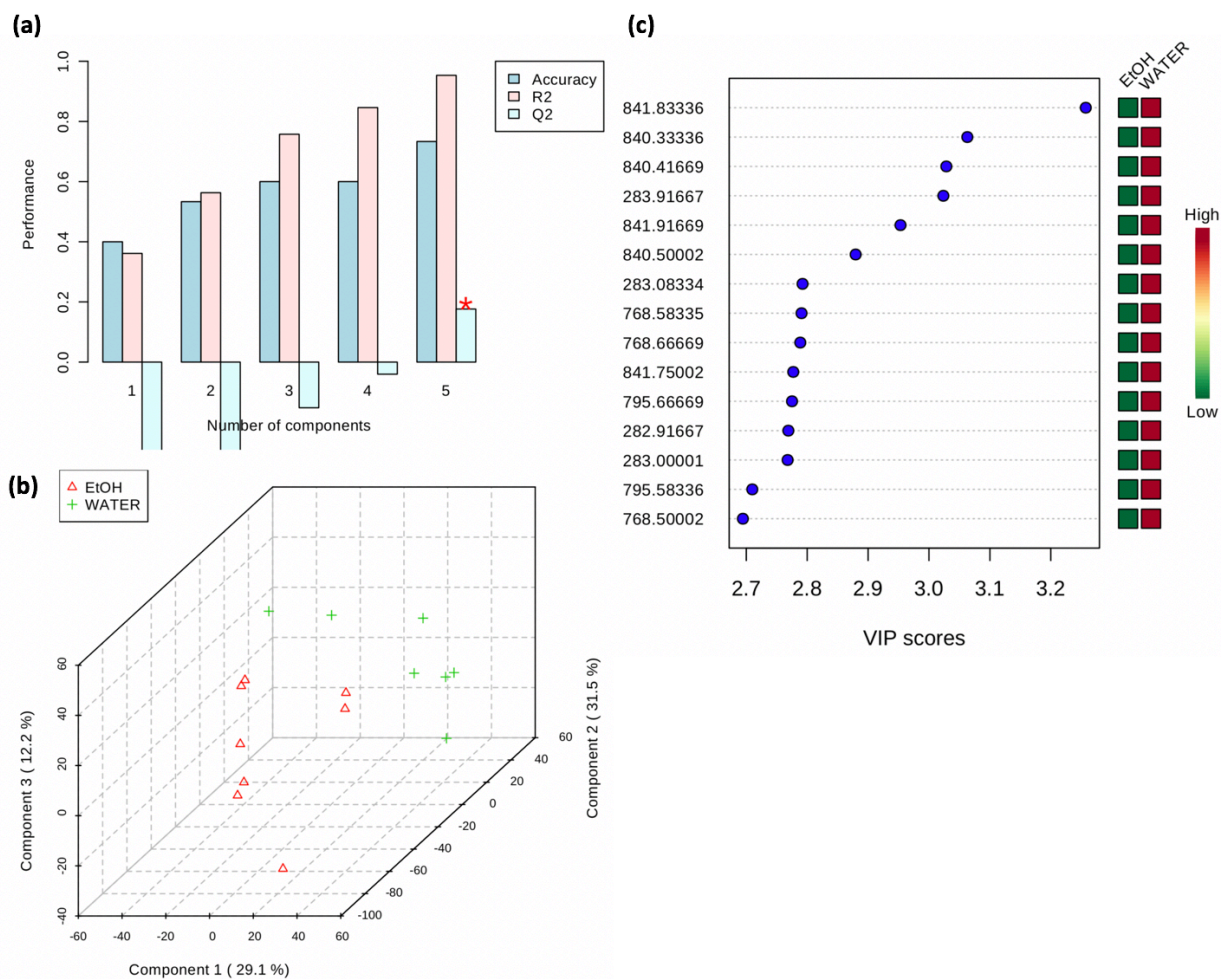 (a)
Performance
0.0
0.2
0.4
0.6
0.8
1.0
Accuracy
R2
Q2
*
1 2 3 4 5
Number of components
(b)
EtOH
WATER
Component 3 ( 12.2 %)
60
40
20
0
20
-40
-60 -40 -20 0 20 40 60
Component 1 ( 29.1 %)
-100
-80
-60
-40
-20
0
20
40
60
Component 2 ( 31.5 %)
(c)
EtOH
WATER
841.83336
840.33336
840.41669
283.91667
841.91669
840.50002
283.08334
768.58335
768.66669
841.75002
795.66669
282.91667
283.00001
795.58336
768.50002
2.7 2.8 2.9 3.0 3.1 3.2
VIP scores
High
Low